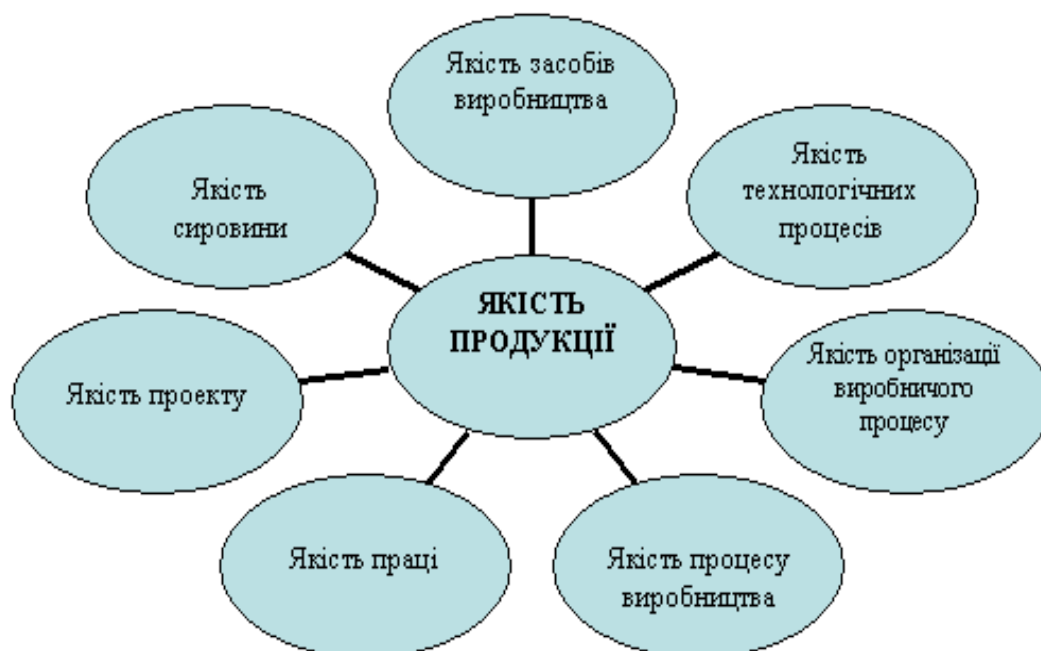 Якість засобів
виробництва
Якість
технологічних
процесів
Якість
сировини
ЯКІСТЬ
ПРОДУКЦІЇ
Якість організації
виробничого
процесу
Якість проекту
Якість праці
Якість процесу
виробництва